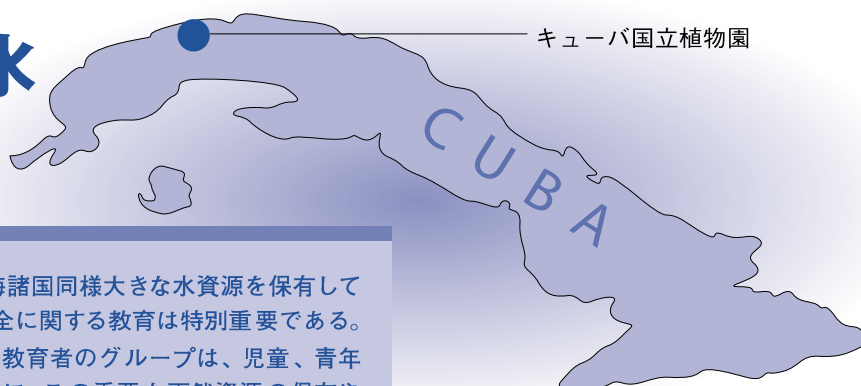 水
キューバ国立植物園
CUBA
海諸国同様大きな水資源を保有して
全に関する教育は特別重要である。
教育者のグループは、児童、青年